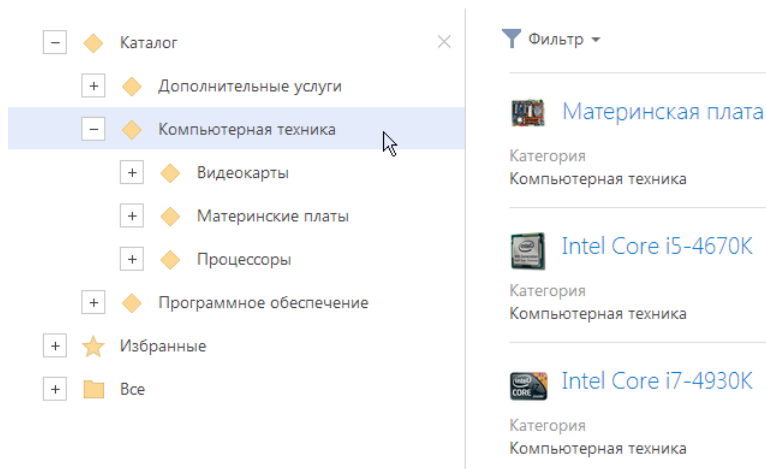 Каталог
Дополнительные услуги
Компьютерная техника
Видеокарты
Материнские платы
Процессоры
Программное обеспечение
Избранные
Все
Фильтр
Материнская плата
Категория
Компьютерная техника
Intel Core i5-4670K
Категория
Компьютерная техника
Intel Core i7-4930K
Категория
Компьютерная техника